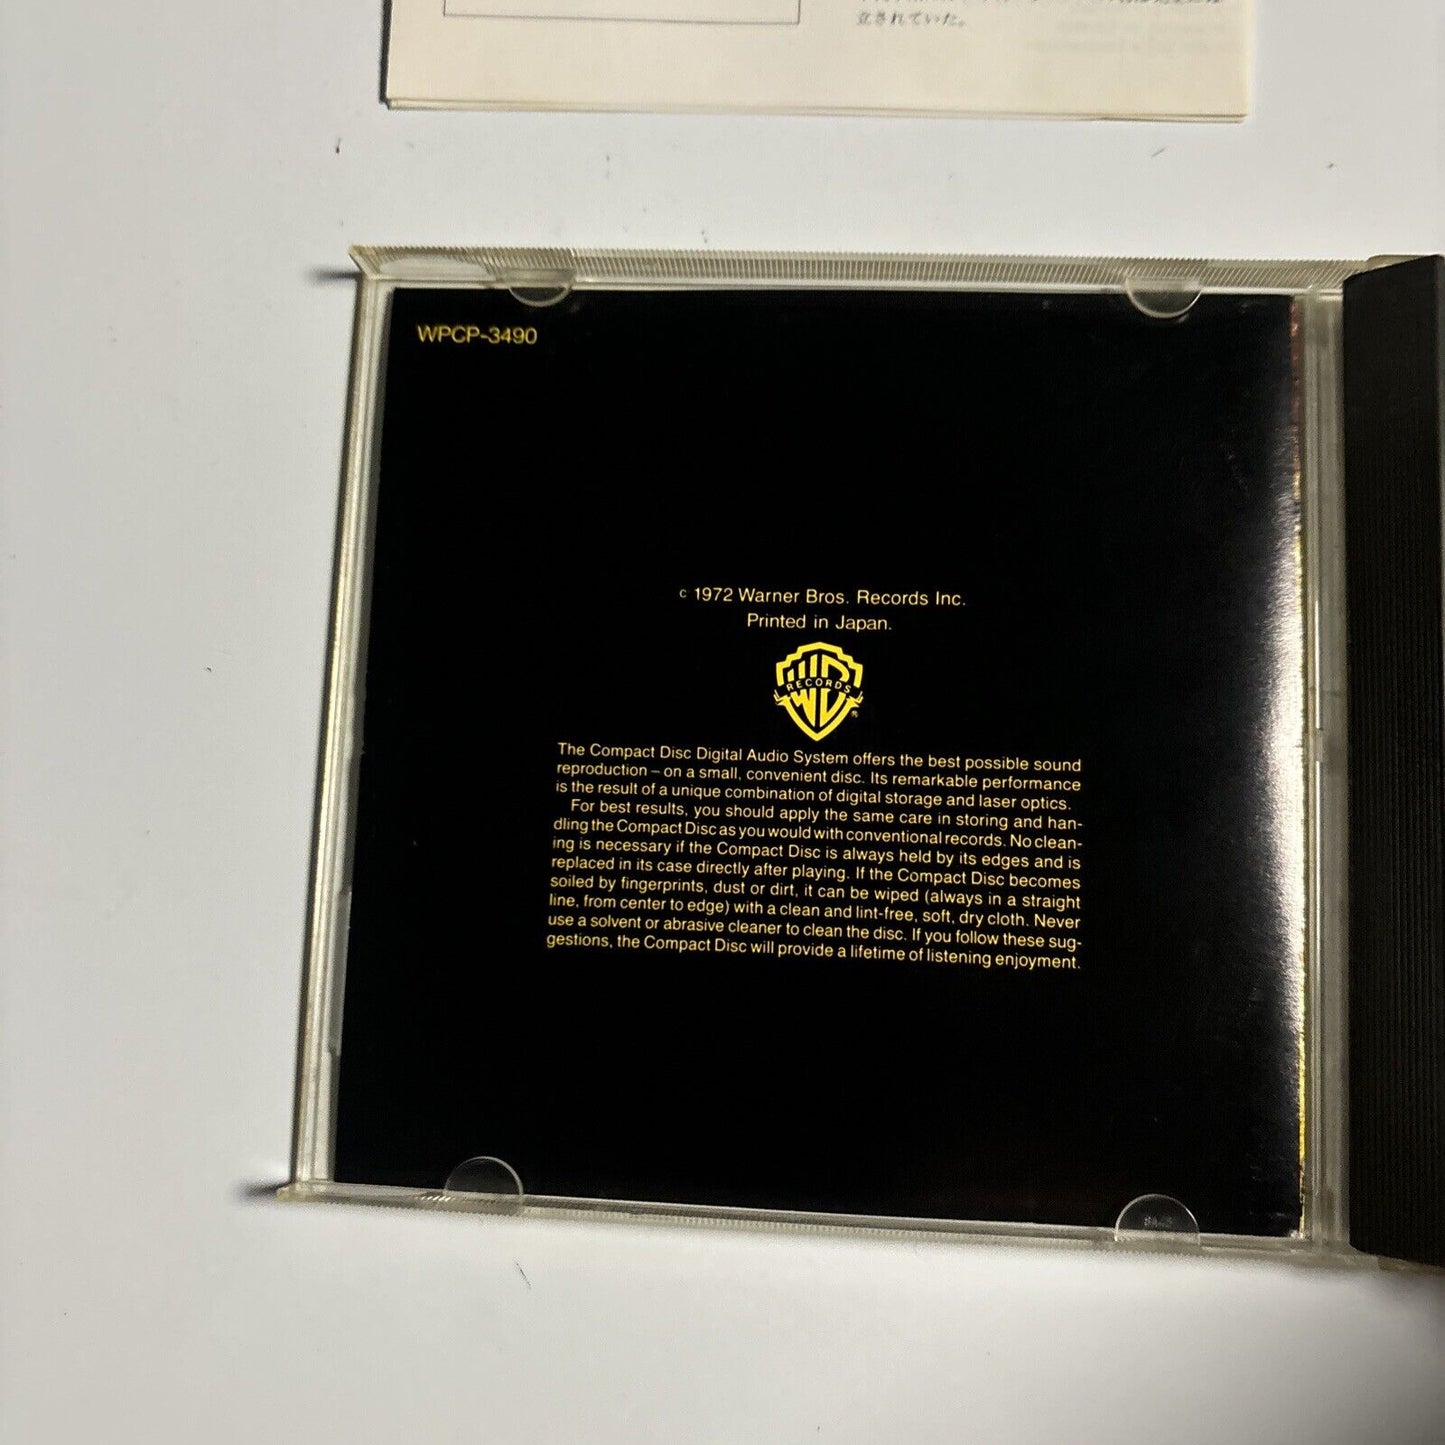 立されていた。
WPCP-3490
c 1972 Warner Bros. Records Inc.
Printed in Japan.
RECORDS
®
The Compact Disc Digital Audio System offers the best possible sound
reproduction – on a small, convenient disc. Its remarkable performance
is the result of a unique combination of digital storage and laser optics.
For best results, you should apply the same care in storing and han-
dling the Compact Disc as you would with conventional records. No clean-
ing is necessary if the Compact Disc is always held by its edges and is
replaced in its case directly after playing. If the Compact Disc becomes
soiled by fingerprints, dust or dirt, it can be wiped (always in a straight
line, from center to edge) with a clean and lint-free, soft, dry cloth. Never
use a solvent or abrasive cleaner to clean the disc. If you follow these sug-
gestions, the Compact Disc will provide a lifetime of listening enjoyment.